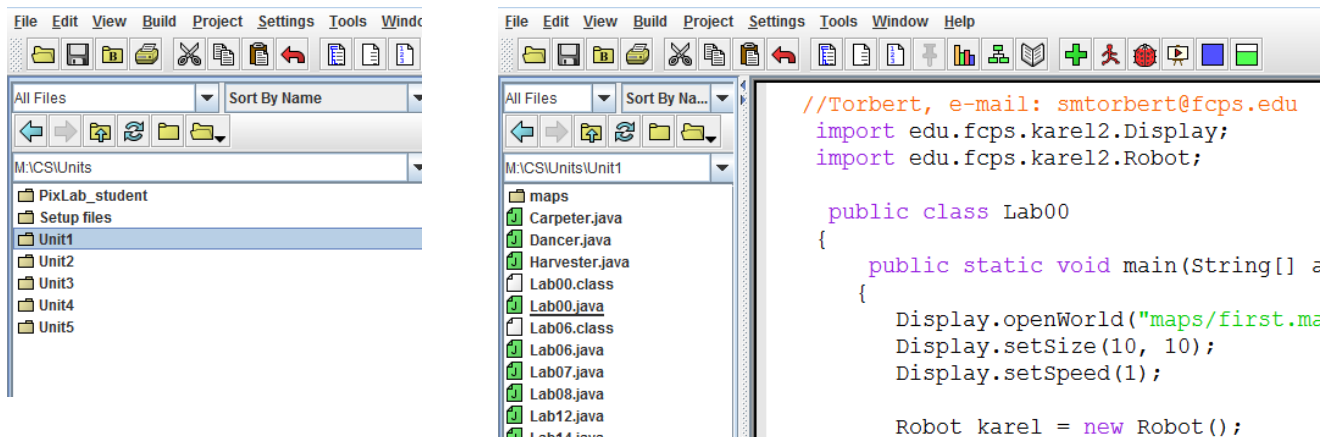 File Edit View Build Project Settings Tools Windo
All Files Sort By Name
M:\CS\Units
PixLab_student
Setup files
Unit1
Unit2
Unit3
Unit4
Unit5
File Edit View Build Project Settings Tools Window Help
All Files Sort By Na...
M:\CS\Units\Unit1
maps
Carpeter.java
Dancer.java
Harvester.java
Lab00.class
Lab00.java
Lab06.class
Lab06.java
Lab07.java
Lab08.java
Lab12.java
Lab14.java
//Torbert, e-mail: smtorbert@fcps.edu
import edu.fcps.karel2.Display;
import edu.fcps.karel2.Robot;
public class Lab00
{
public static void main(String[] a
{
Display.openWorld("maps/first.ma
Display.setSize(10, 10);
Display.setSpeed(1);
Robot karel = new Robot();